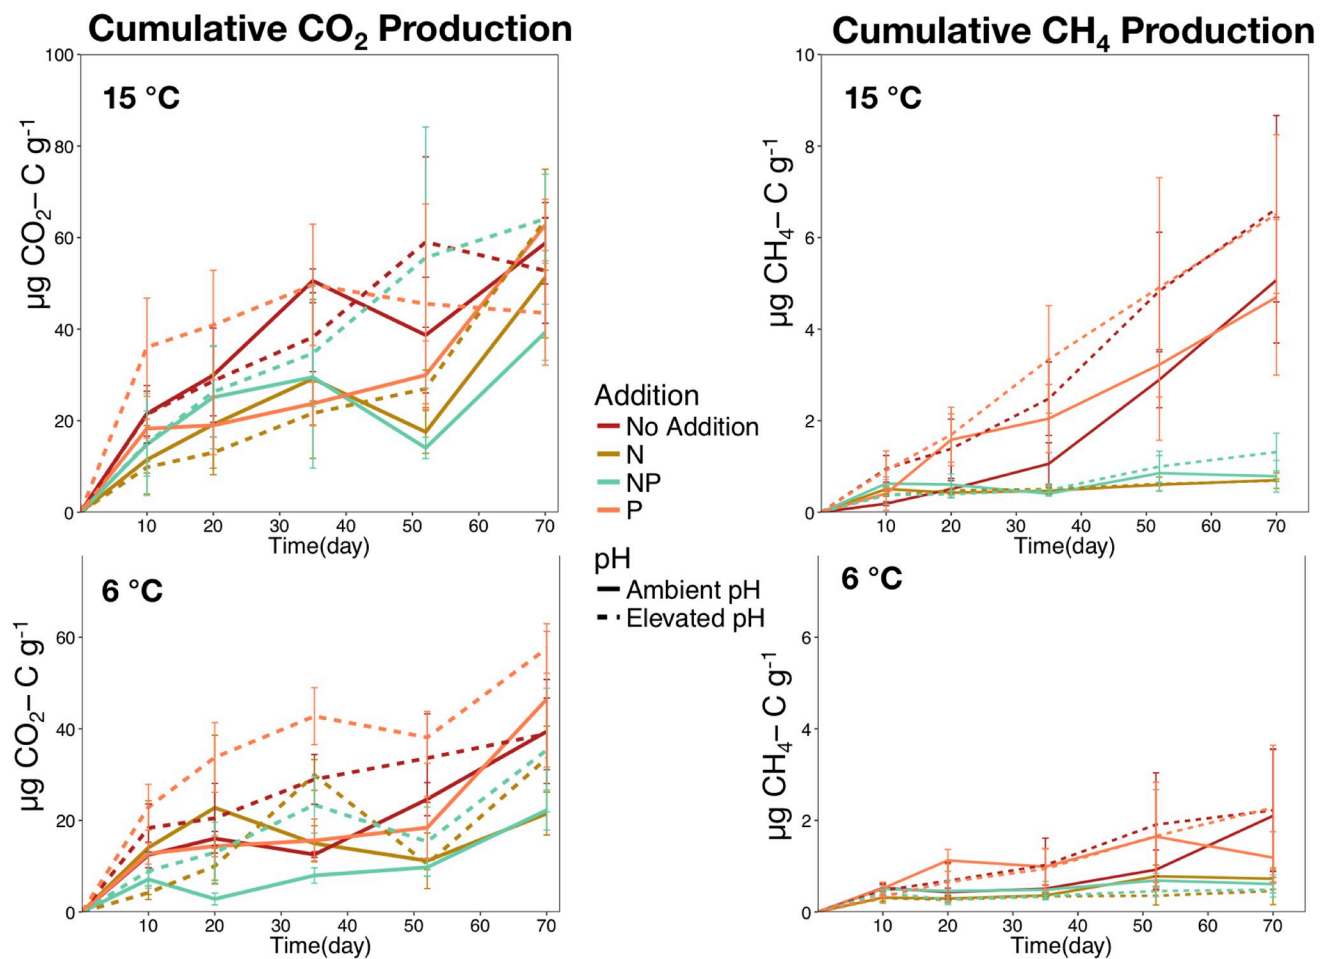 Cumulative CO₂ Production
15 °C
µg CO₂– C g⁻¹
100
80
60
40
20
0
10 20 30 40 50 60 70
Time(day)
Cumulative CH₄ Production
15 °C
µg CH₄– C g⁻¹
10
8
6
4
2
0
10 20 30 40 50 60 70
Time(day)
Addition
No Addition
N
NP
P
pH
Ambient pH
Elevated pH
6 °C
µg CO₂– C g⁻¹
60
40
20
0
10 20 30 40 50 60 70
Time(day)
6 °C
µg CH₄– C g⁻¹
6
4
2
0
10 20 30 40 50 60 70
Time(day)